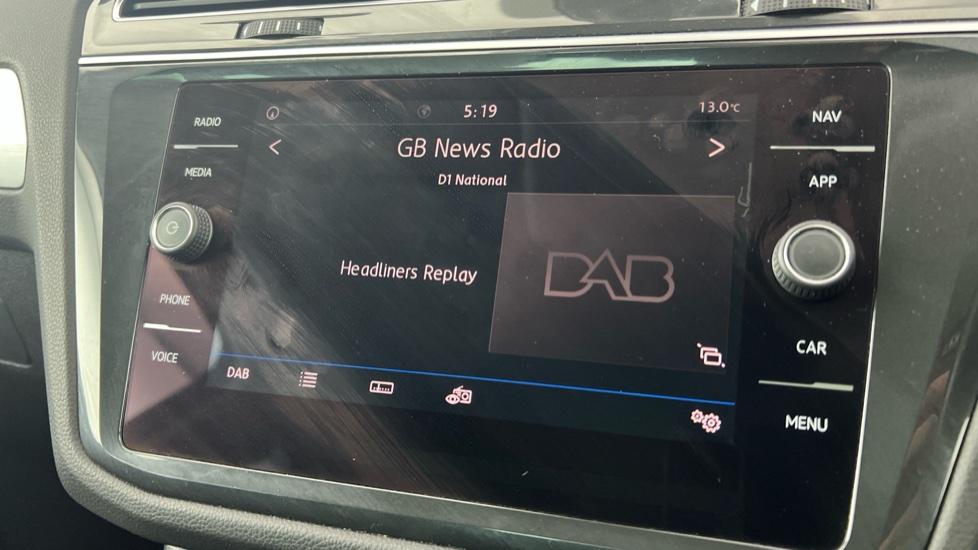 RADIO
MEDIA
PHONE
VOICE
5:19
13.0°C
GB News Radio
D1 National
Headliners Replay
DAB
DAB
NAV
APP
CAR
MENU